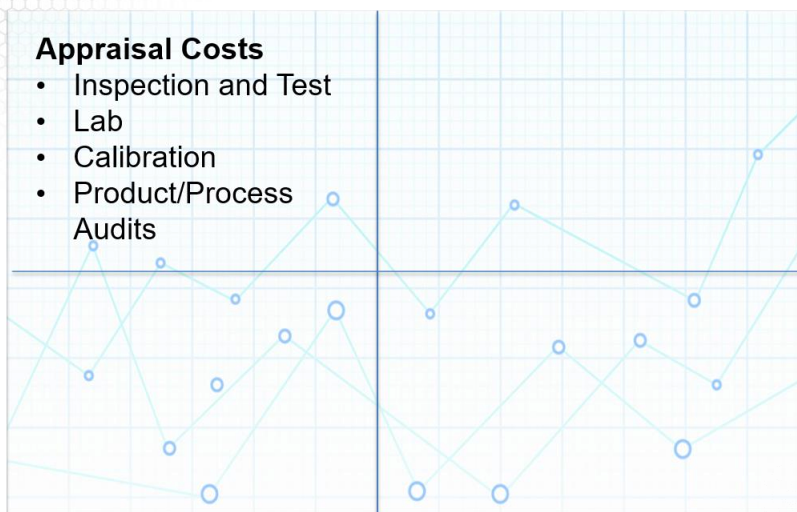 Appraisal Costs
• Inspection and Test
• Lab
• Calibration
• Product/Process
Audits